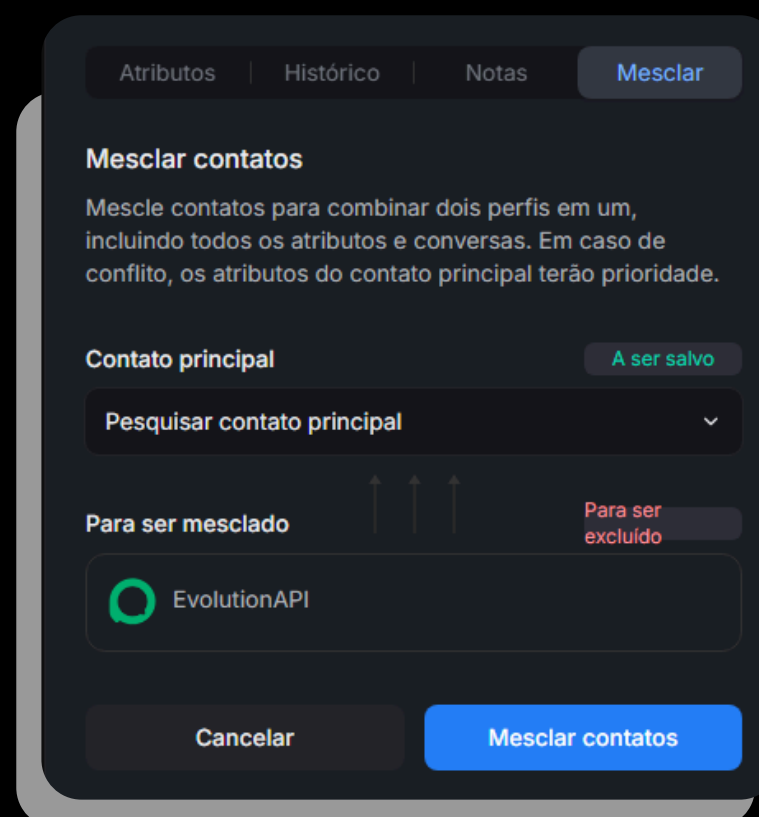 Atributos Histórico Notas Mesclar
Mesclar contatos
Mescle contatos para combinar dois perfis em um,
incluindo todos os atributos e conversas. Em caso de
conflito, os atributos do contato principal terão prioridade.
Contato principal A ser salvo
Pesquisar contato principal
Para ser mesclado Para ser
excluído
EvolutionAPI
Cancelar Mesclar contatos